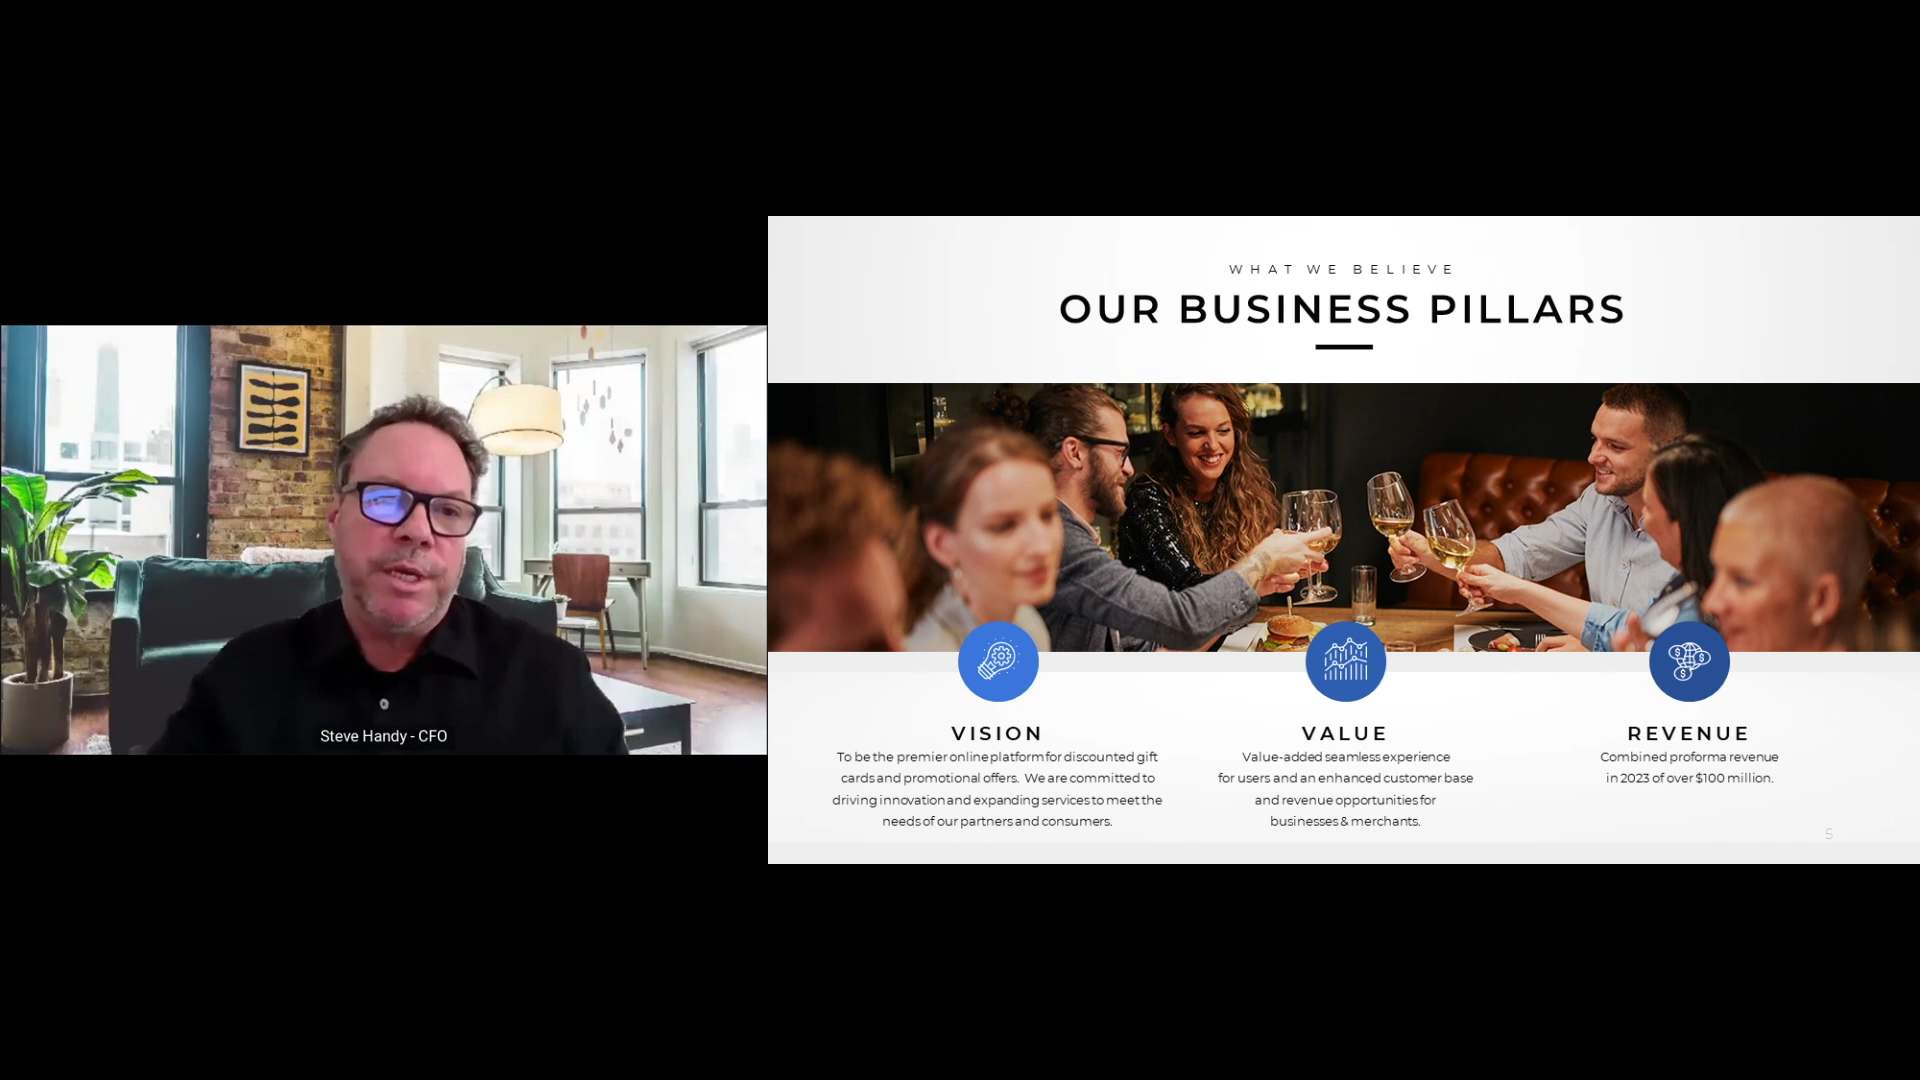 Steve Handy - CFO
WHAT WE BELIEVE
OUR BUSINESS PILLARS
VISION
To be the premier online platform for discounted gift
cards and promotional offers. We are committed to
driving innovation and expanding services to meet the
needs of our partners and consumers.
VALUE
Value-added seamless experience
for users and an enhanced customer base
and revenue opportunities for
businesses & merchants.
REVENUE
Combined proforma revenue
in 2023 of over $100 million.
5